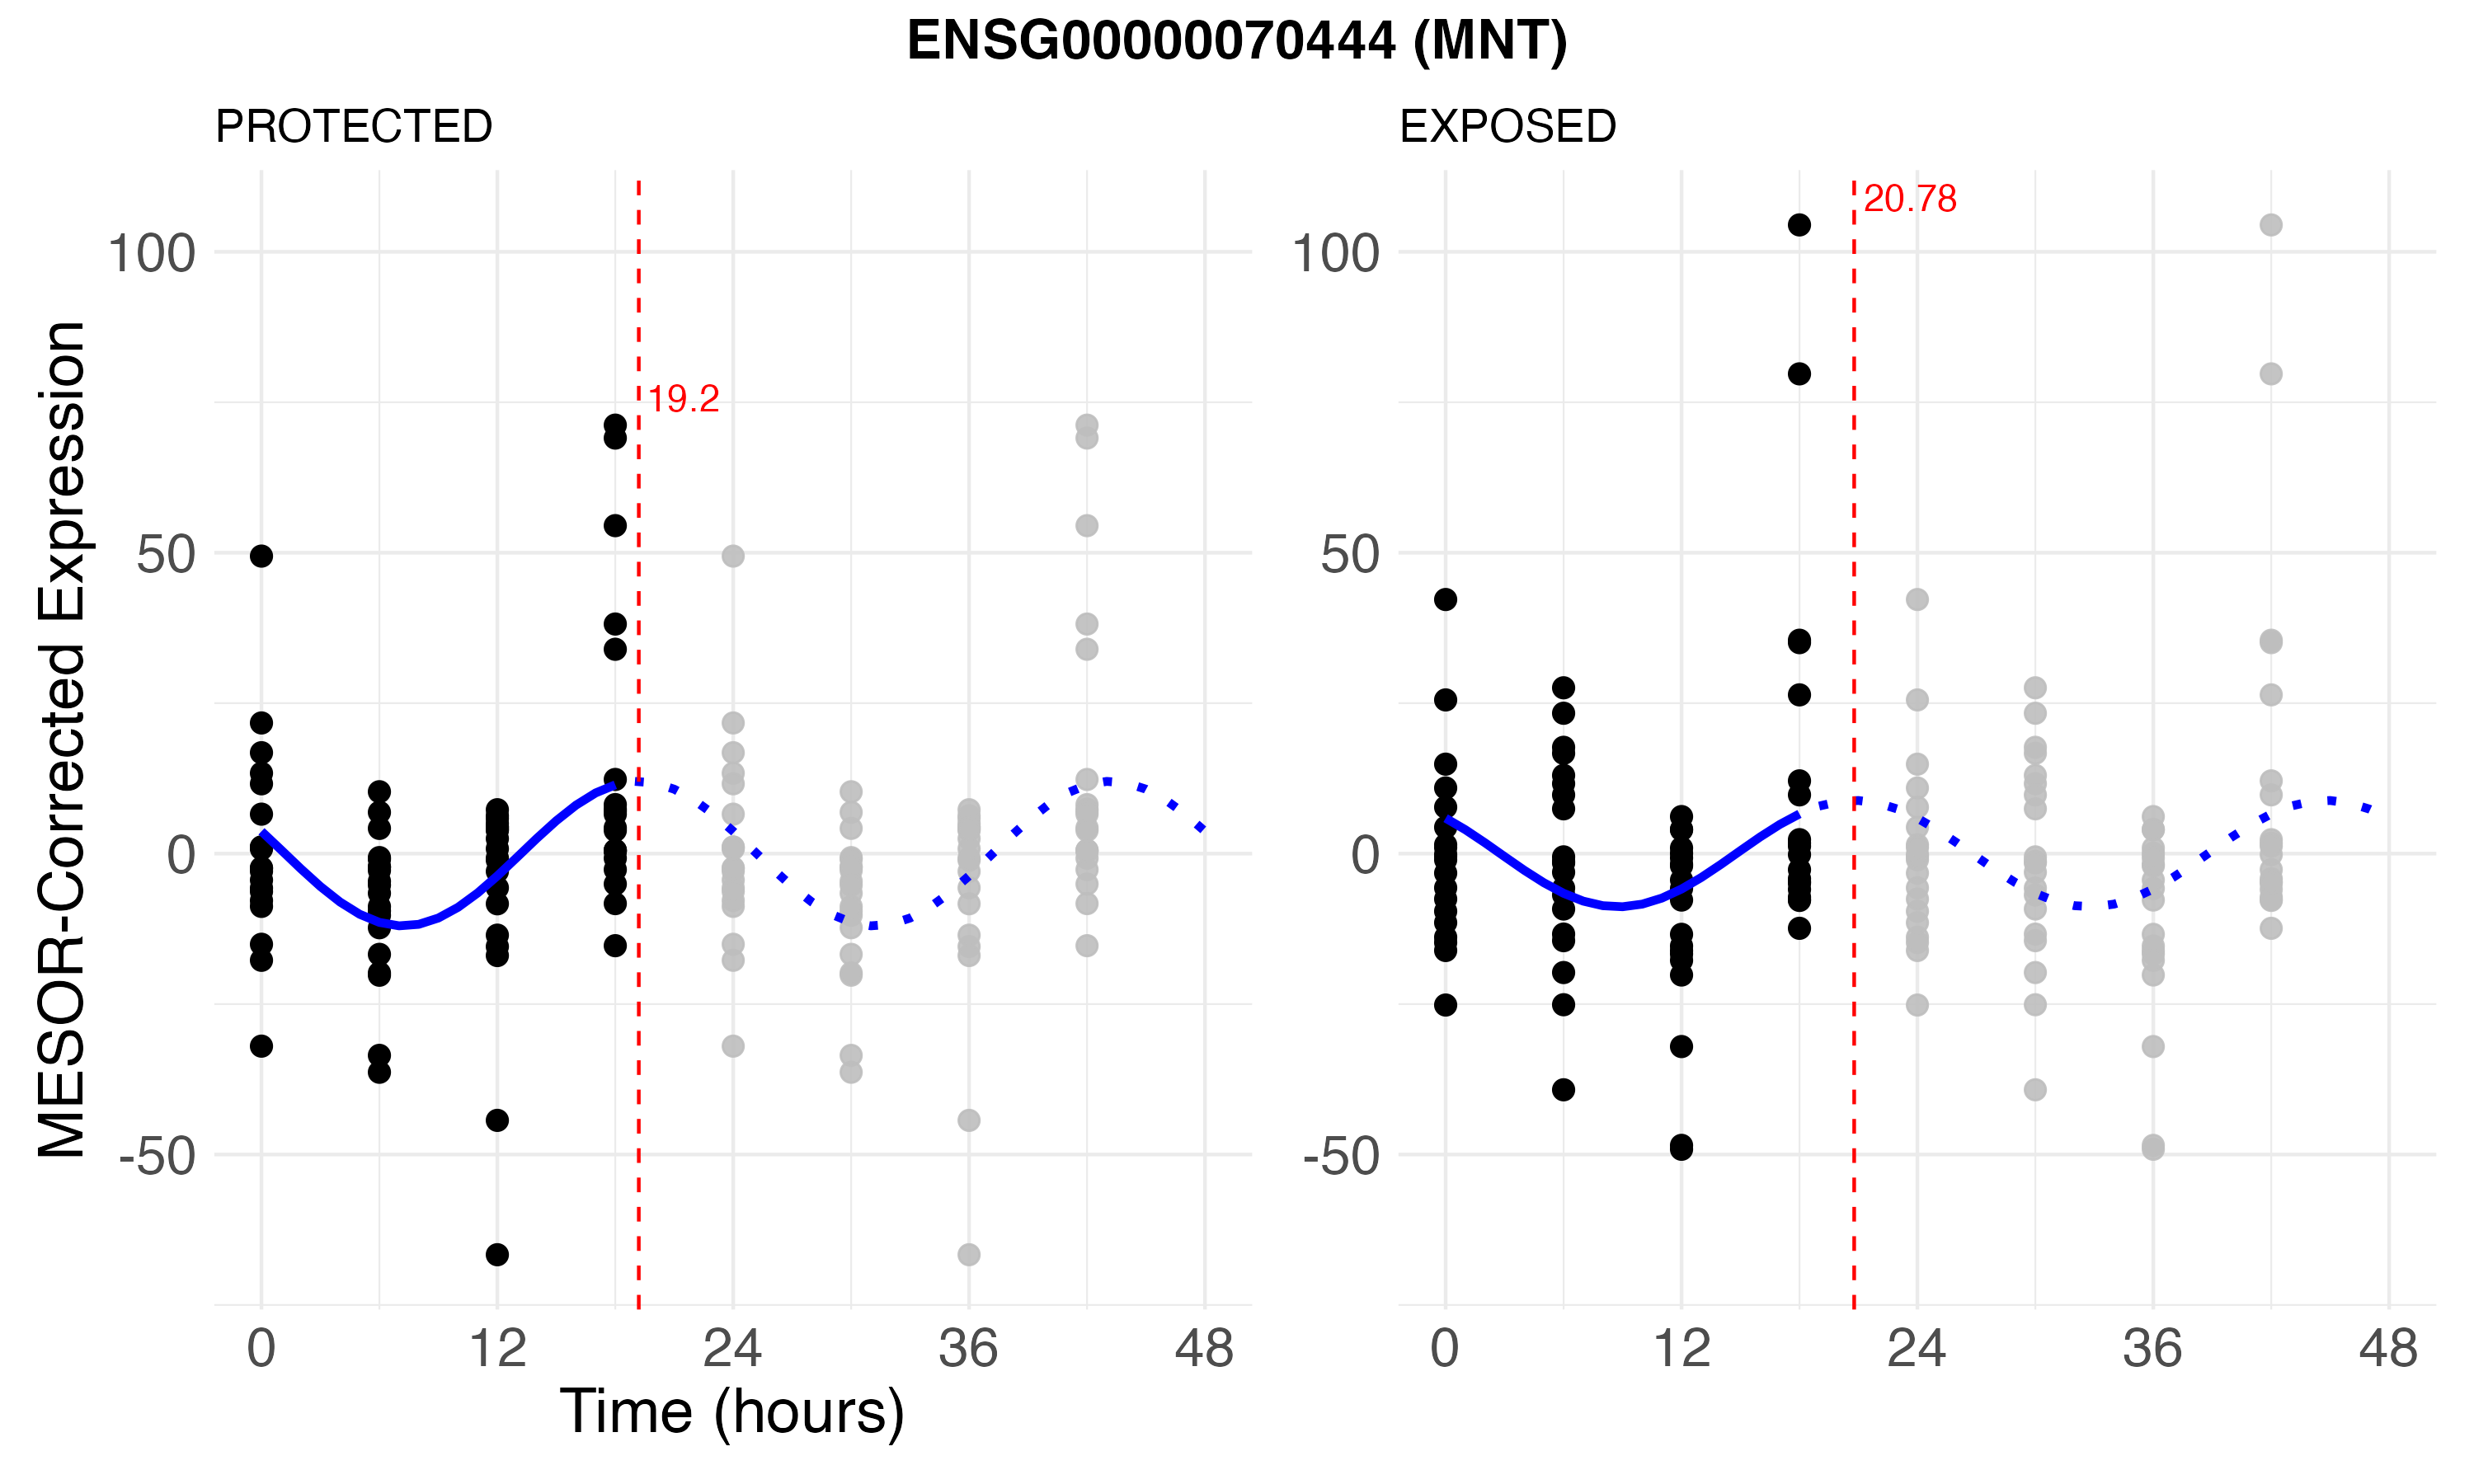 ENSG00000070444 (MNT)
PROTECTED
EXPOSED
MESOR-Corrected Expression
100
50
0
-50
19.2
0 12 24 36 48
Time (hours)
100
50
0
-50
20.78
0 12 24 36 48